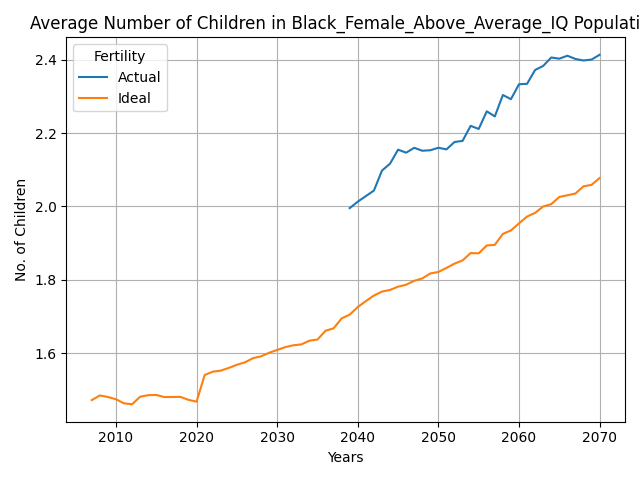 Average Number of Children in Black_Female_Above_Average_IQ Populati
Fertility
Actual
Ideal
No. of Children
2.4
2.2
2.0
1.8
1.6
2010 2020 2030 2040 2050 2060 2070
Years